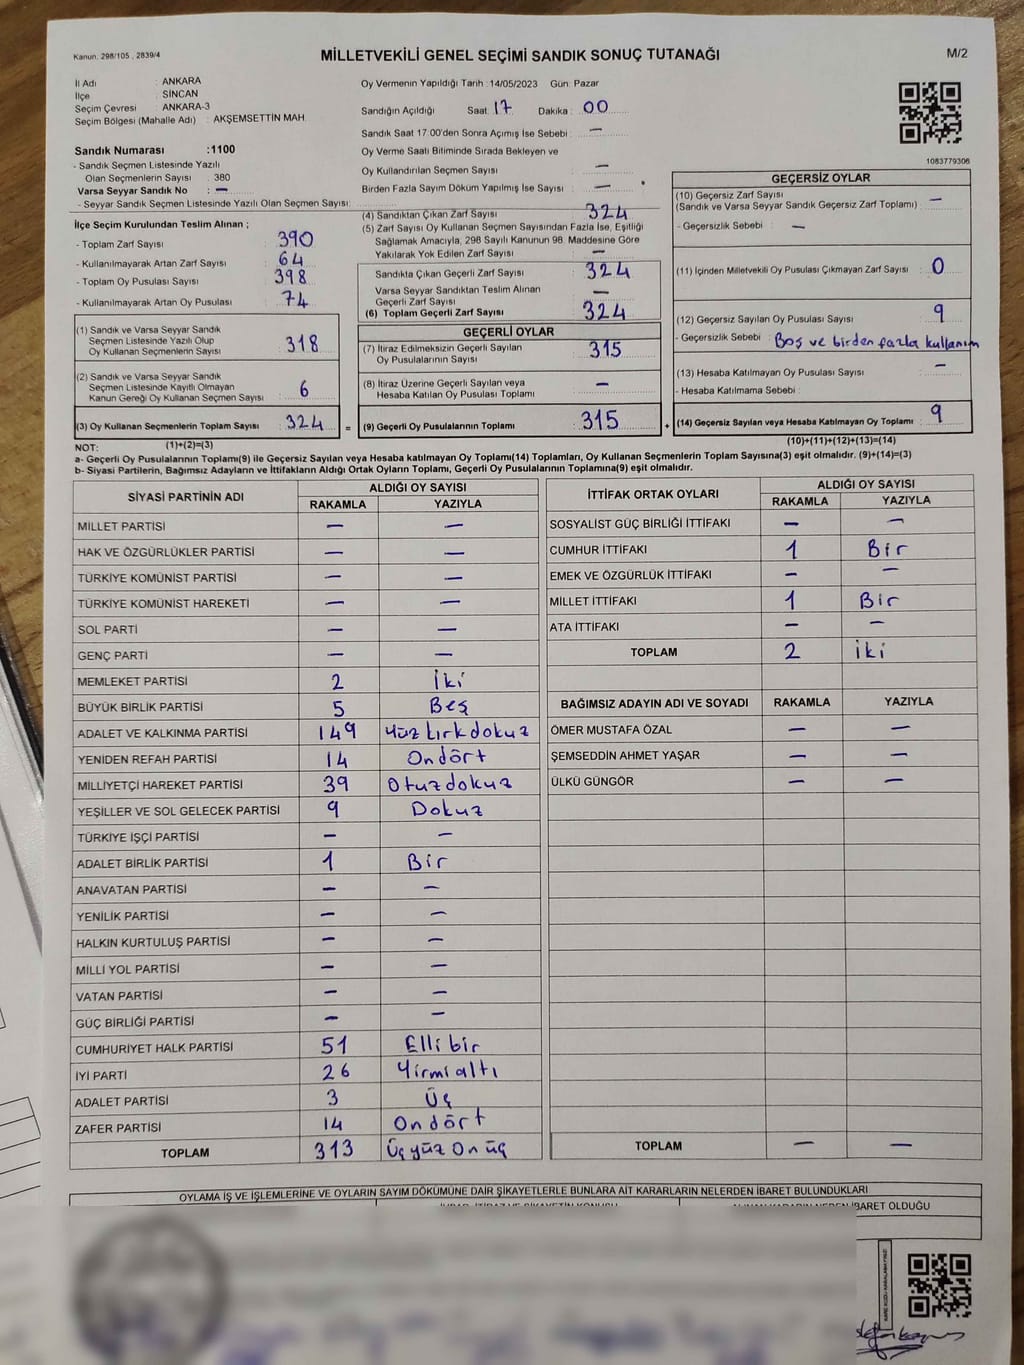 Kanun: 298/105 , 2839/4
MİLLETVEKİLİ GENEL SEÇİMİ SANDIK SONUÇ TUTANAĞI
M/2
İl Adı : ANKARA
İlçe : SİNCAN
Seçim Çevresi : ANKARA-3
Seçim Bölgesi (Mahalle Adı) : AKŞEMSETTİN MAH.
Oy Vermenin Yapıldığı Tarih : 14/05/2023 Gün: Pazar
Sandığın Açıldığı Saat: 17 Dakika: 00
Sandık Saat 17:00'den Sonra Açımış İse Sebebi : —
Oy Verme Saati Bitiminde Sırada Bekleyen ve
Oy Kullandırılan Seçmen Sayısı : —
Birden Fazla Sayım Döküm Yapılmış İse Sayısı : —
1083779306
Sandık Numarası :1100
- Sandık Seçmen Listesinde Yazılı
Olan Seçmenlerin Sayısı : 380
Varsa Seyyar Sandık No : —
- Seyyar Sandık Seçmen Listesinde Yazılı Olan Seçmen Sayısı:
İlçe Seçim Kurulundan Teslim Alınan ;
- Toplam Zarf Sayısı : 390
- Kullanılmayarak Artan Zarf Sayısı : 64
- Toplam Oy Pusulası Sayısı : 398
- Kullanılmayarak Artan Oy Pusulası : 74
(1) Sandık ve Varsa Seyyar Sandık
Seçmen Listesinde Yazılı Olup
Oy Kullanan Seçmenlerin Sayısı : 318
(2) Sandık ve Varsa Seyyar Sandık
Seçmen Listesinde Kayıtlı Olmayan
Kanun Gereği Oy Kullanan Seçmen Sayısı : 6
(3) Oy Kullanan Seçmenlerin Toplam Sayısı : 324 =
(1)+(2)=(3)
(4) Sandıktan Çıkan Zarf Sayısı : 324
(5) Zarf Sayısı Oy Kullanan Seçmen Sayısından Fazla İse, Eşitliği
Sağlamak Amacıyla, 298 Sayılı Kanunun 98. Maddesine Göre
Yakılarak Yok Edilen Zarf Sayısı : —
Sandıkta Çıkan Geçerli Zarf Sayısı : 324
Varsa Seyyar Sandıktan Teslim Alınan
Geçerli Zarf Sayısı : —
(6) Toplam Geçerli Zarf Sayısı : 324
GEÇERLİ OYLAR
(7) İtiraz Edilmeksizin Geçerli Sayılan
Oy Pusulalarının Sayısı : 315
(8) İtiraz Üzerine Geçerli Sayılan veya
Hesaba Katılan Oy Pusulası Toplamı : —
(9) Geçerli Oy Pusulalarının Toplamı : 315 +
GEÇERSİZ OYLAR
(10) Geçersiz Zarf Sayısı
(Sandık ve Varsa Seyyar Sandık Geçersiz Zarf Toplamı) : —
- Geçersizlik Sebebi : —
(11) İçinden Milletvekili Oy Pusulası Çıkmayan Zarf Sayısı : 0
(12) Geçersiz Sayılan Oy Pusulası Sayısı : 9
- Geçersizlik Sebebi : Boş ve birden fazla kullanım
(13) Hesaba Katılmayan Oy Pusulası Sayısı : —
- Hesaba Katılmama Sebebi :
(14) Geçersiz Sayılan veya Hesaba Katılmayan Oy Toplamı : 9
(10)+(11)+(12)+(13)=(14)
NOT:
a- Geçerli Oy Pusulasının Toplamı(9) ile Geçersiz Sayılan veya Hesaba Katılmayan Oy Toplamı(14) Toplamları, Oy Kullanan Seçmenlerin Toplam Sayısına(3) eşit olmalıdır. (9)+(14)=(3)
b- Siyasi Partilerin, Bağımsız Adayların ve İttifakların Aldığı Ortak Oyların Toplamı, Geçerli Oy Pusulalarının Toplamına(9) eşit olmalıdır.
SİYASİ PARTİNİN ADI ALDIĞI OY SAYISI
RAKAMLA YAZIYLA
MİLLET PARTİSİ — —
HAK VE ÖZGÜRLÜKLER PARTİSİ — —
TÜRKİYE KOMÜNİST PARTİSİ — —
TÜRKİYE KOMÜNİST HAREKETİ — —
SOL PARTİ — —
GENÇ PARTİ — —
MEMLEKET PARTİSİ 2 İki
BÜYÜK BİRLİK PARTİSİ 5 Beş
ADALET VE KALKINMA PARTİSİ 149 Yüz kırk dokuz
YENİDEN REFAH PARTİSİ 14 On dört
MİLLİYETÇİ HAREKET PARTİSİ 39 Otuz dokuz
YEŞİLLER VE SOL GELECEK PARTİSİ 9 Dokuz
TÜRKİYE İŞÇİ PARTİSİ — —
ADALET BİRLİK PARTİSİ 1 Bir
ANAVATAN PARTİSİ — —
YENİLİK PARTİSİ — —
HALKIN KURTULUŞ PARTİSİ — —
MİLLİ YOL PARTİSİ — —
VATAN PARTİSİ — —
GÜÇ BİRLİĞİ PARTİSİ — —
CUMHURİYET HALK PARTİSİ 51 Elli bir
İYİ PARTİ 26 Yirmi altı
ADALET PARTİSİ 3 Üç
ZAFER PARTİSİ 14 On dört
TOPLAM 313 Üç yüz On üç
İTTİFAK ORTAK OYLARI ALDIĞI OY SAYISI
RAKAMLA YAZIYLA
SOSYALİST GÜÇ BİRLİĞİ İTTİFAKI — —
CUMHUR İTTİFAKI 1 Bir
EMEK VE ÖZGÜRLÜK İTTİFAKI — —
MİLLET İTTİFAKI 1 Bir
ATA İTTİFAKI — —
TOPLAM 2 İki
BAĞIMSIZ ADAYIN ADI VE SOYADI RAKAMLA YAZIYLA
ÖMER MUSTAFA ÖZAL — —
ŞEMSEDDİN AHMET YAŞAR — —
ÜLKÜ GÜNGÖR — —
TOPLAM — —
OYLAMA İŞ VE İŞLEMLERİNE VE OYLARIN SAYIM DÖKÜMÜNE DAİR ŞİKAYETLERLE BUNLARA AİT KARARLARIN NELERDEN İBARET BULUNDUKLARI
İBARET OLDUĞU